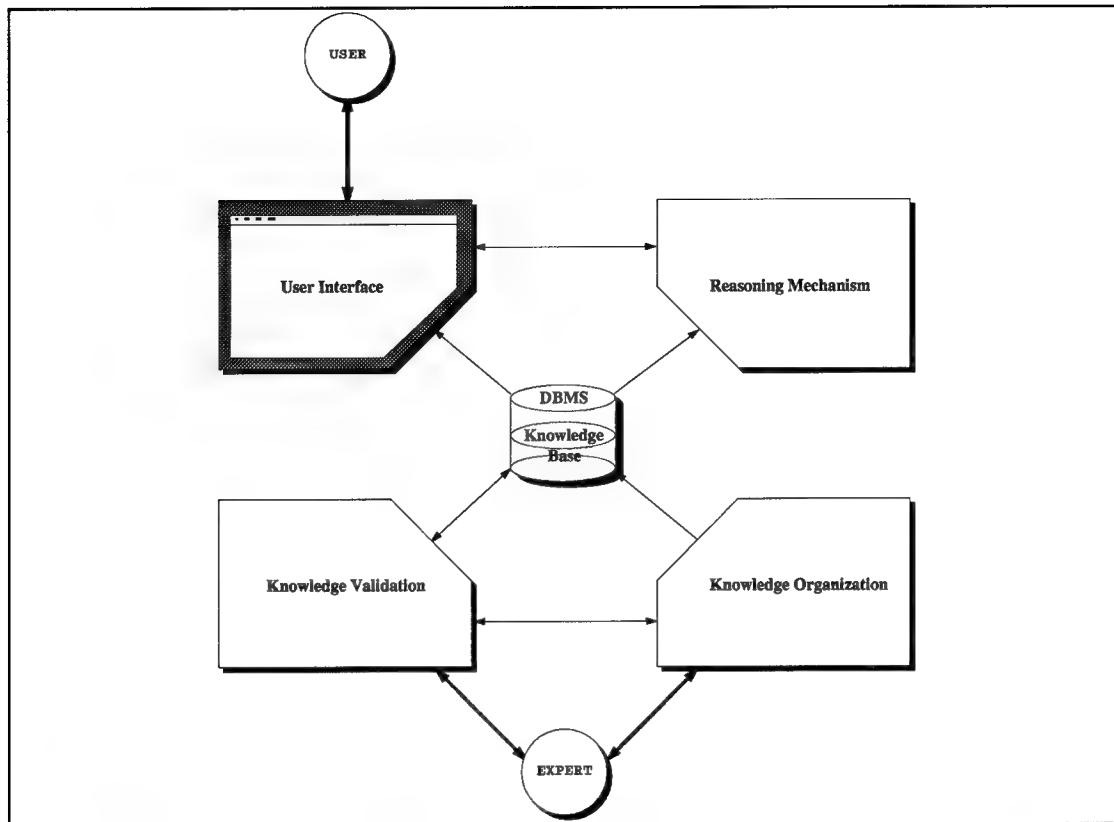 USER
User Interface
Reasoning Mechanism
DBMS
Knowledge
Base
Knowledge Validation
Knowledge Organization
EXPERT